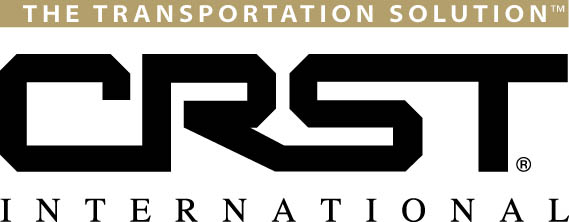 THE TRANSPORTATION SOLUTION™
CRST®
INTERNATIONAL